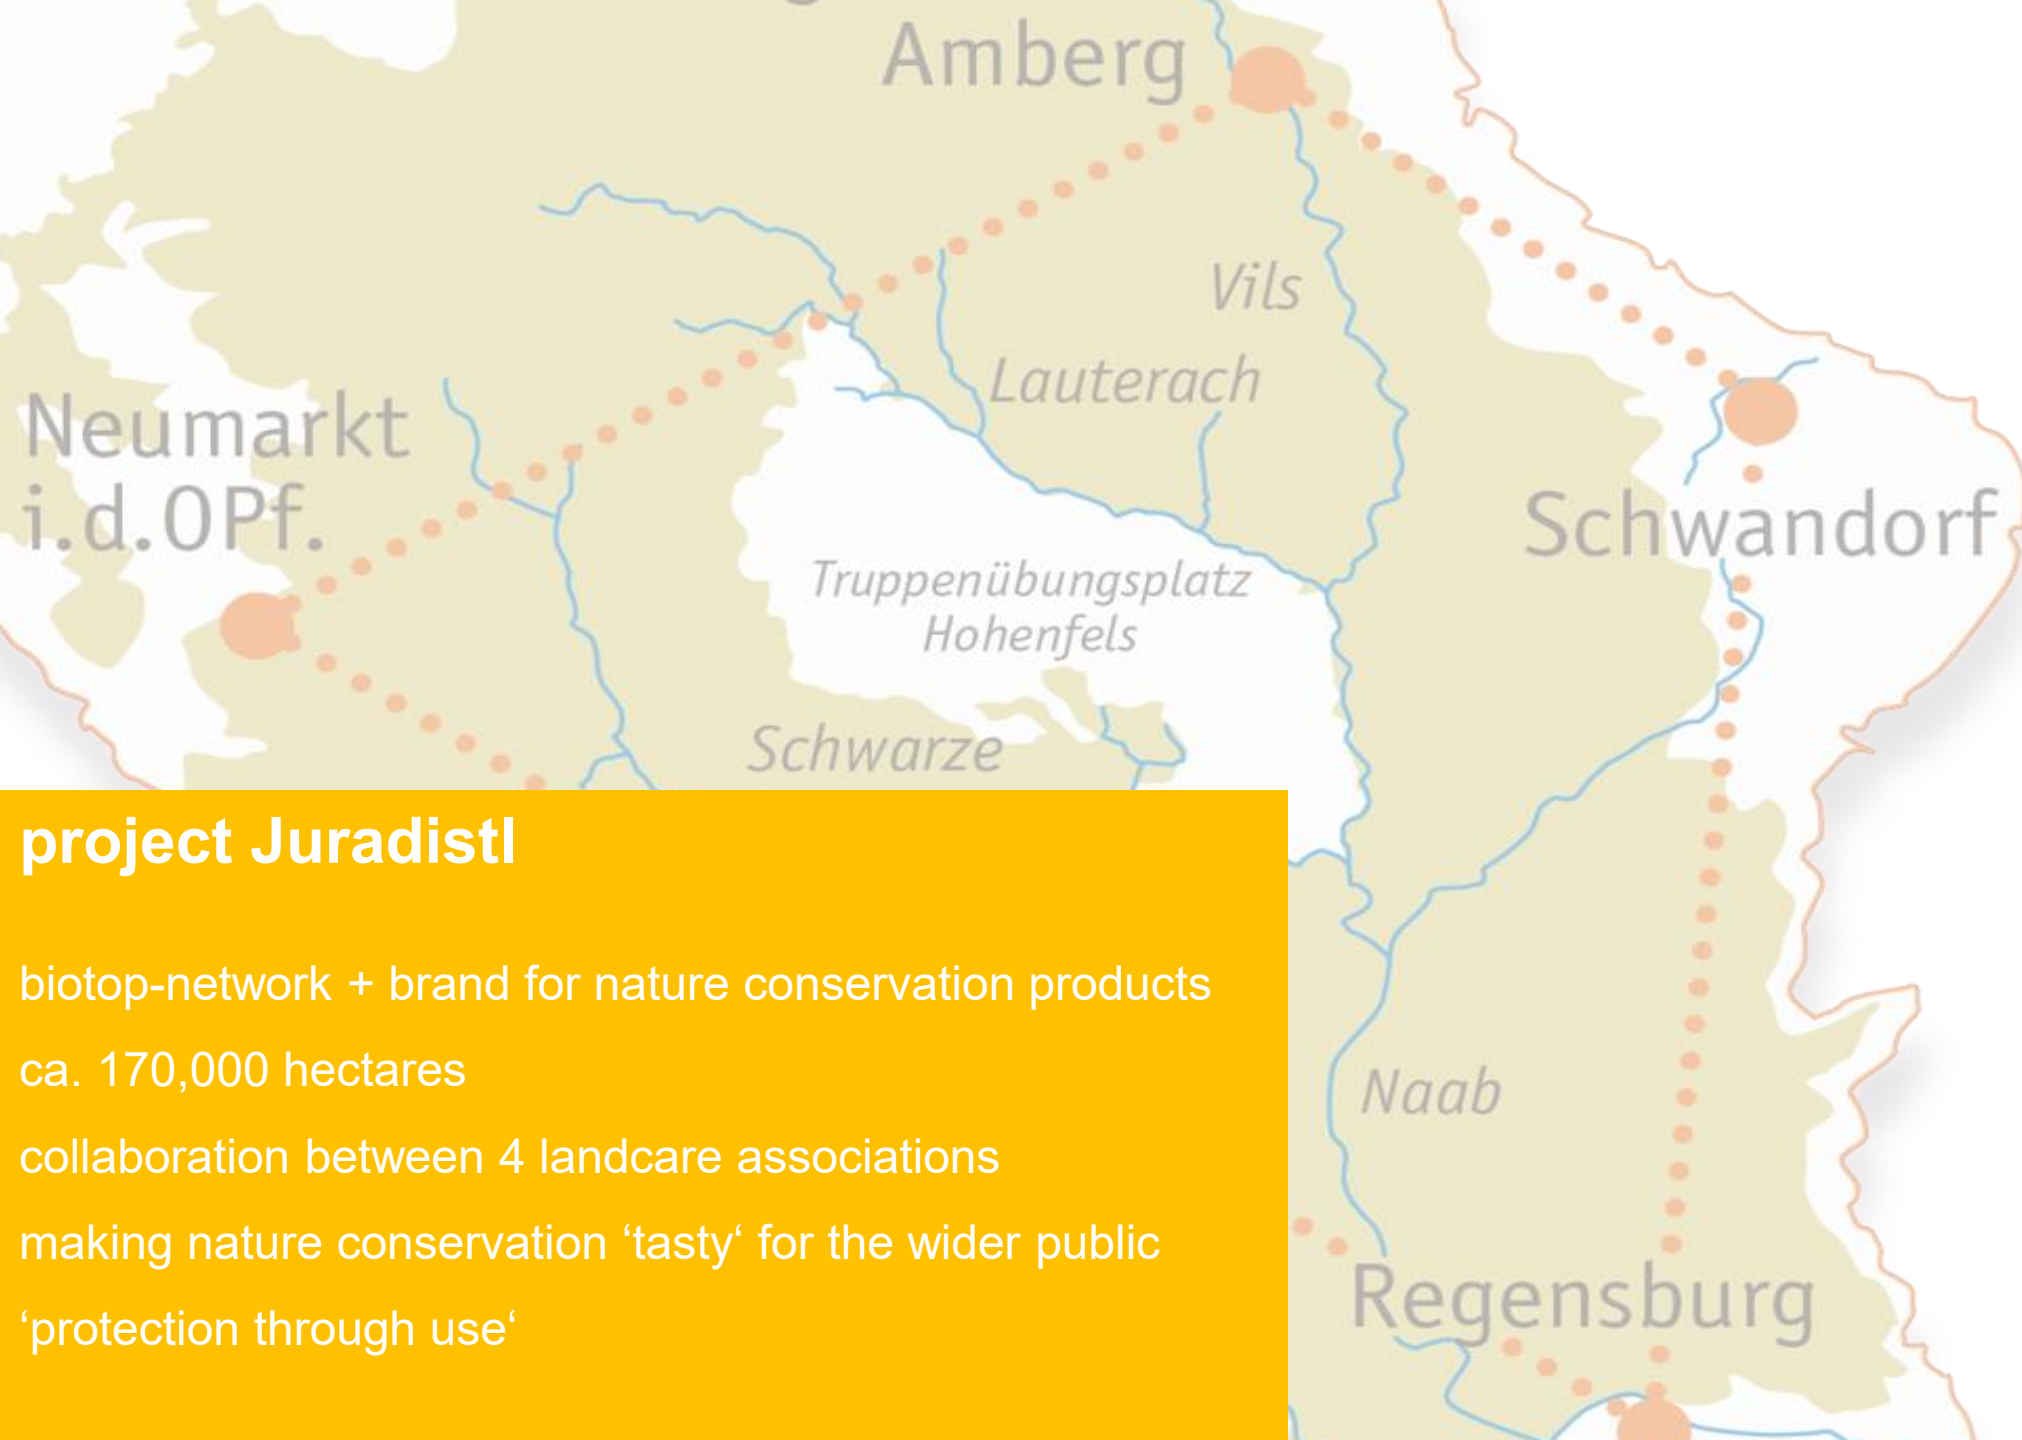 Amberg
Vils
Lauterach
Neumarkt
i.d.OPf.
Schwandorf
Truppenübungsplatz
Hohenfels
Schwarze
project Juradistl
biotop-network + brand for nature conservation products
ca. 170,000 hectares
collaboration between 4 landcare associations
making nature conservation ‘tasty‘ for the wider public
‘protection through use‘
Naab
Regensburg